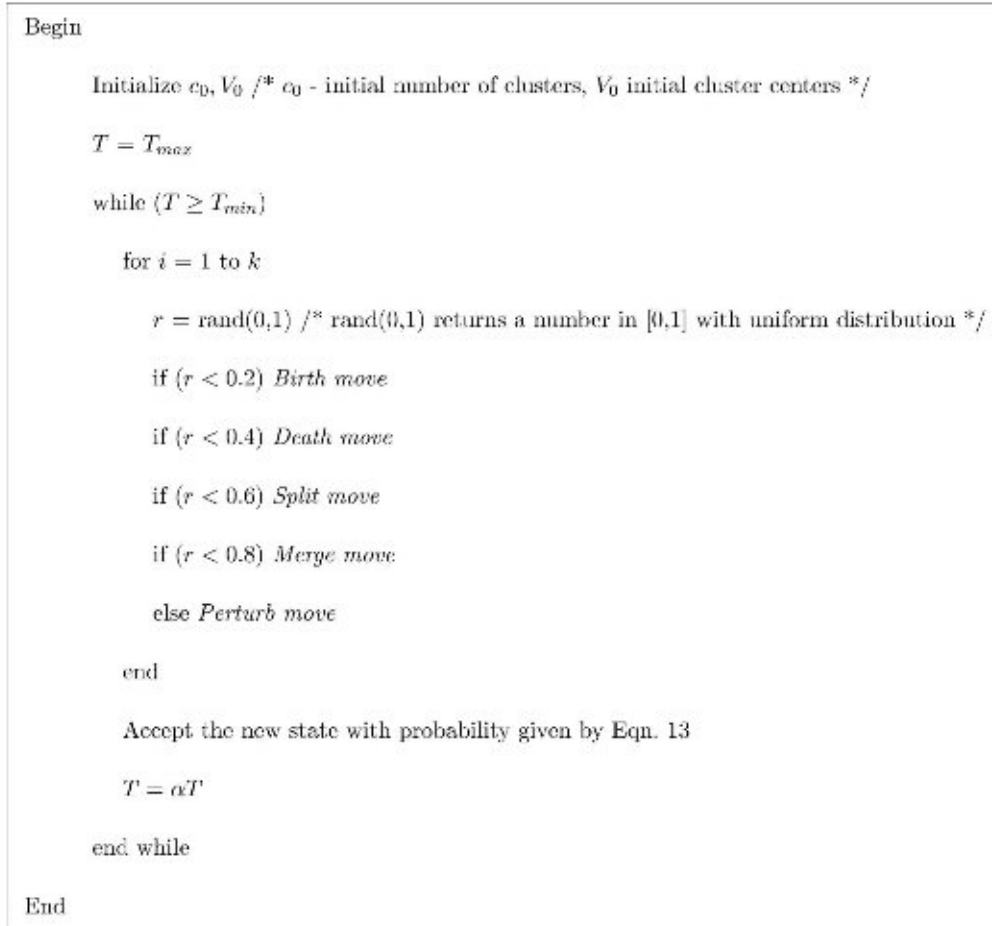 Begin
Initialize c₀, V₀ /* c₀ - initial number of clusters, V₀ initial cluster centers */
T = Tₘₐₓ
while (T ≥ Tₘᵢₙ)
for i = 1 to k
r = rand(0,1) /* rand(0,1) returns a number in [0,1] with uniform distribution */
if (r < 0.2) Birth move
if (r < 0.4) Death move
if (r < 0.6) Split move
if (r < 0.8) Merge move
else Perturb move
end
Accept the new state with probability given by Eqn. 13
T = αT
end while
End